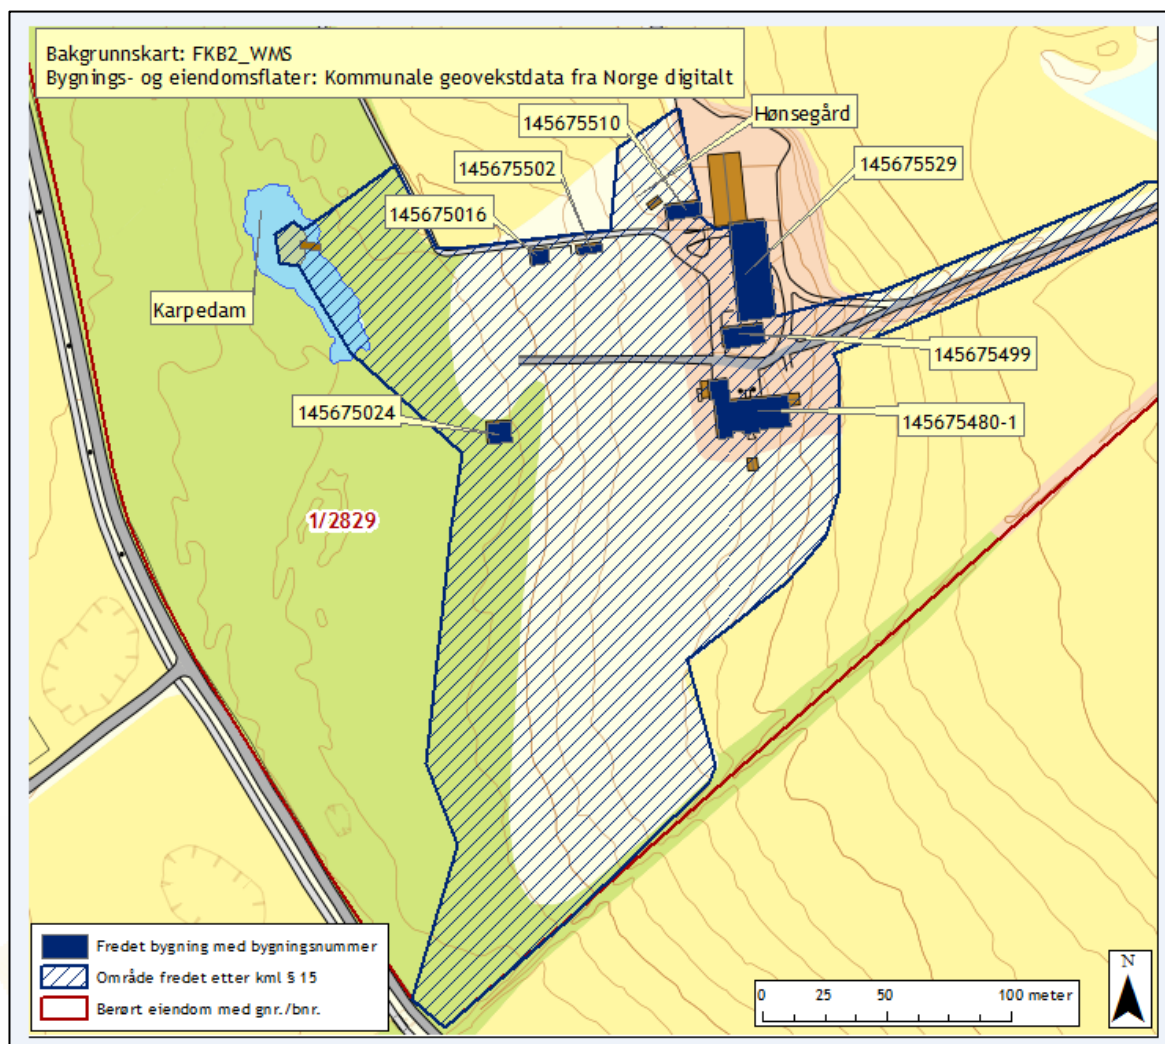 Bakgrunnskart: FKB2_WMS
Bygnings- og eiendomsflater: Kommunale geovekstdata fra Norge digitalt
Hønsegård
145675510
145675502
145675529
145675016
Karpedam
145675499
145675024
145675480-1
1/2829
Fredet bygning med bygningsnummer
Område fredet etter kml § 15
Berørt eiendom med gnr./bnr.
0 25 50 100 meter
N